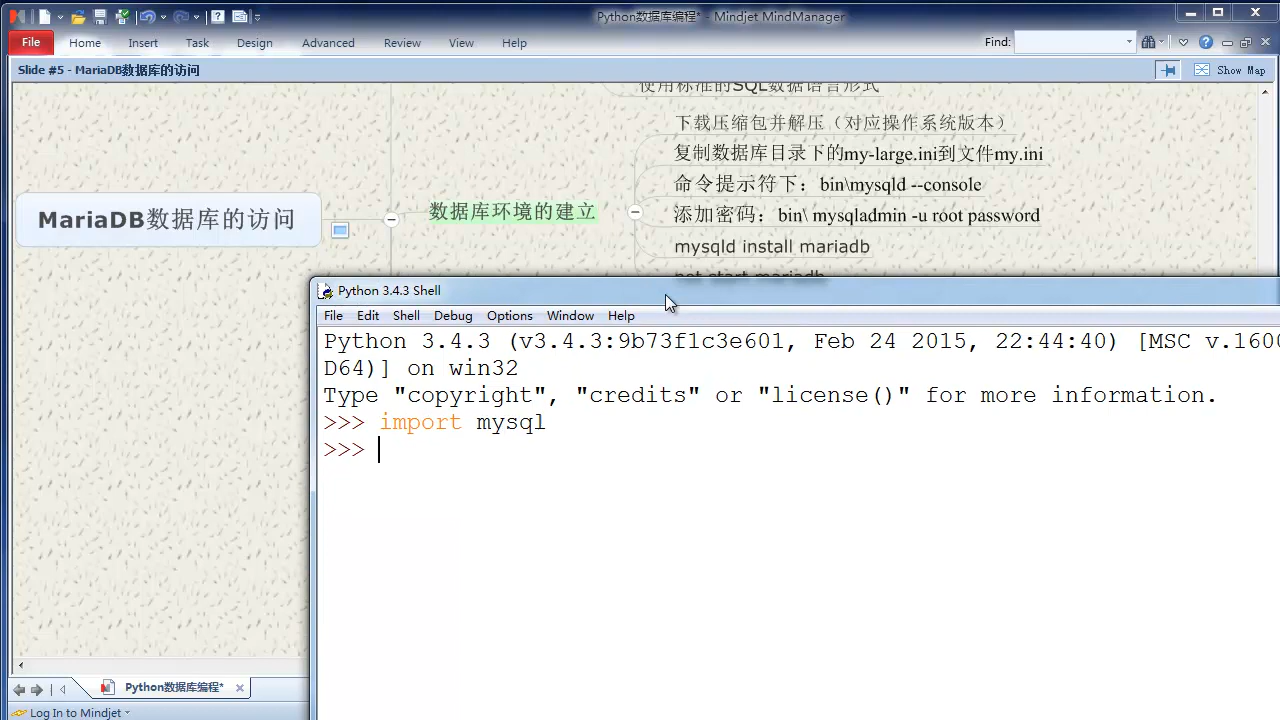 Python数据库编程* - Mindjet MindManager
File Home Insert Task Design Advanced Review View Help Find:
Slide #5 - MariaDB数据库的访问 Show Map
使用标准的SQL数据语言形式
下载压缩包并解压（对应操作系统版本）
复制数据库目录下的my-large.ini到文件my.ini
命令提示符下：bin\mysqld --console
添加密码：bin\ mysqladmin -u root password
mysqld install mariadb
net start mariadb
数据库环境的建立
MariaDB数据库的访问
Python 3.4.3 Shell
File Edit Shell Debug Options Window Help
Python 3.4.3 (v3.4.3:9b73f1c3e601, Feb 24 2015, 22:44:40) [MSC v.1600
D64)] on win32
Type "copyright", "credits" or "license()" for more information.
>>> import mysql
>>>
Python数据库编程*
Log In to Mindjet